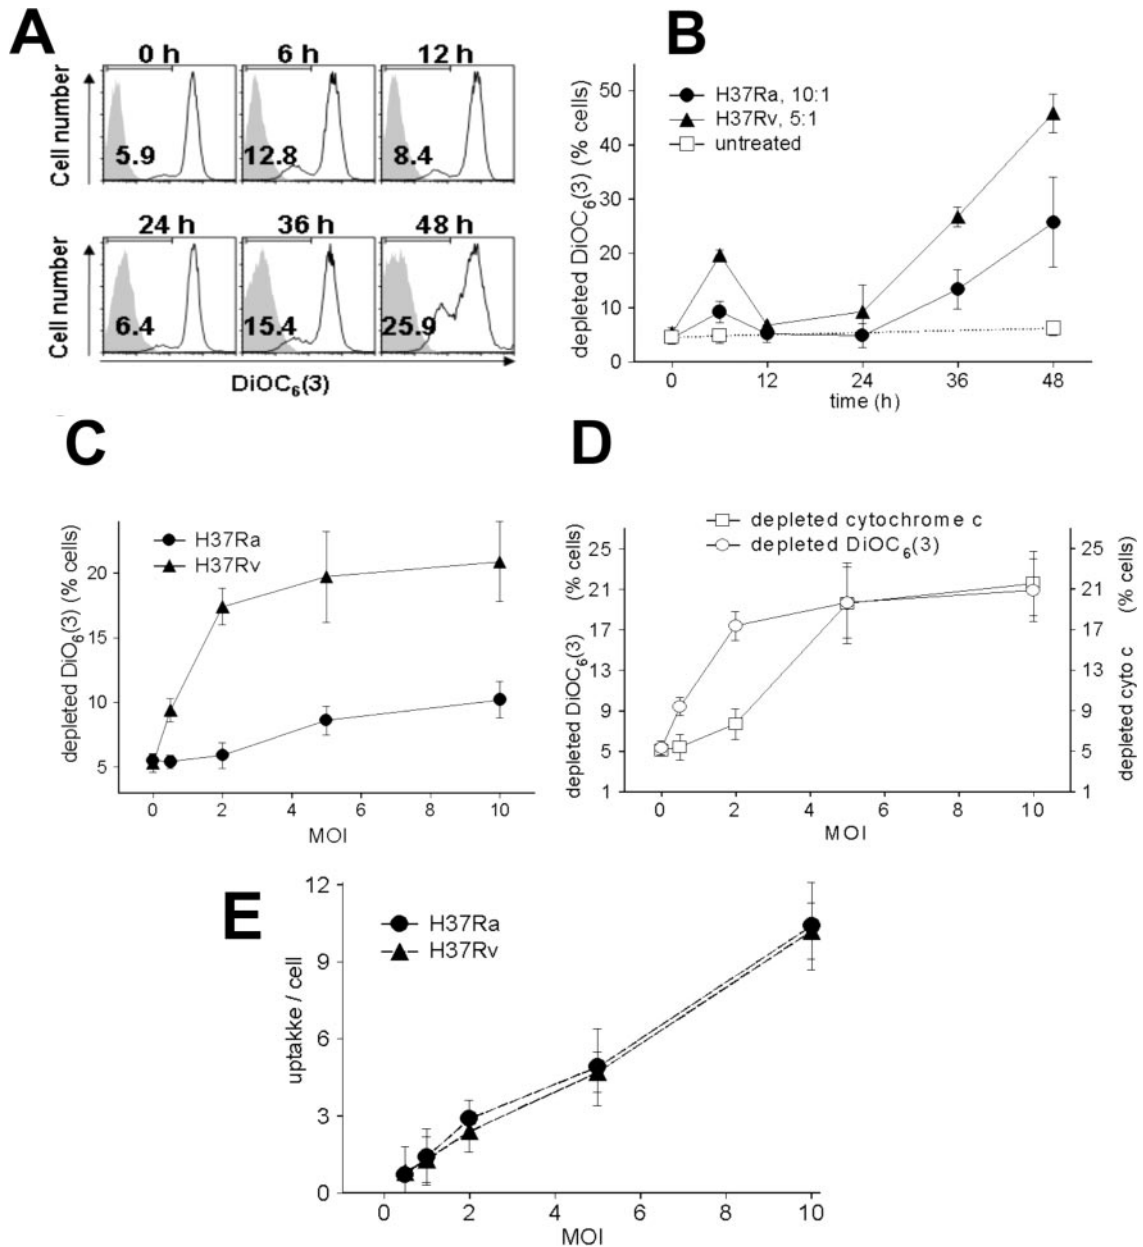 A
0 h 6 h 12 h
Cell number
5.9 12.8 8.4
24 h 36 h 48 h
Cell number
6.4 15.4 25.9
DiOC6(3)
B
H37Ra, 10:1
H37Rv, 5:1
untreated
depleted DiOC6(3) (% cells)
50
40
30
20
10
0
0 12 24 36 48
time (h)
C
H37Ra
H37Rv
depleted DiO6(3) (% cells)
20
15
10
5
0 2 4 6 8 10
MOI
D
depleted cytochrome c
depleted DiOC6(3)
depleted DiOC6(3) (% cells)
25 25
21 21
17 17
13 13
9 9
5 5
1 1
depleted cyto c (% cells)
0 2 4 6 8 10
MOI
E
H37Ra
H37Rv
uptakke / cell
12
9
6
3
0
0 2 4 6 8 10
MOI